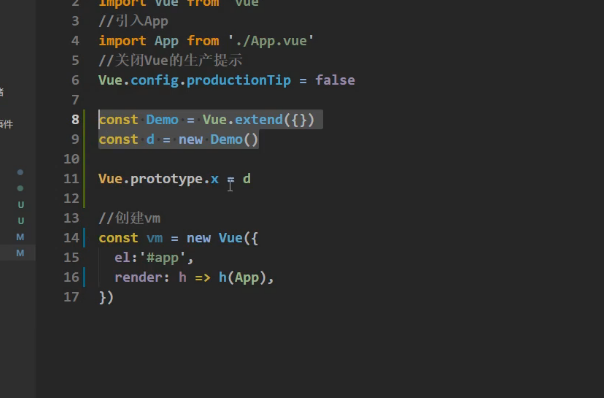 2 import Vue from 'vue'
3 //引入App
4 import App from './App.vue'
5 //关闭Vue的生产提示
6 Vue.config.productionTip = false
7
8 const Demo = Vue.extend({})
9 const d = new Demo()
10
11 Vue.prototype.x = d
12
13 //创建vm
14 const vm = new Vue({
15 el:'#app',
16 render: h => h(App),
17 })
U
U
M
M